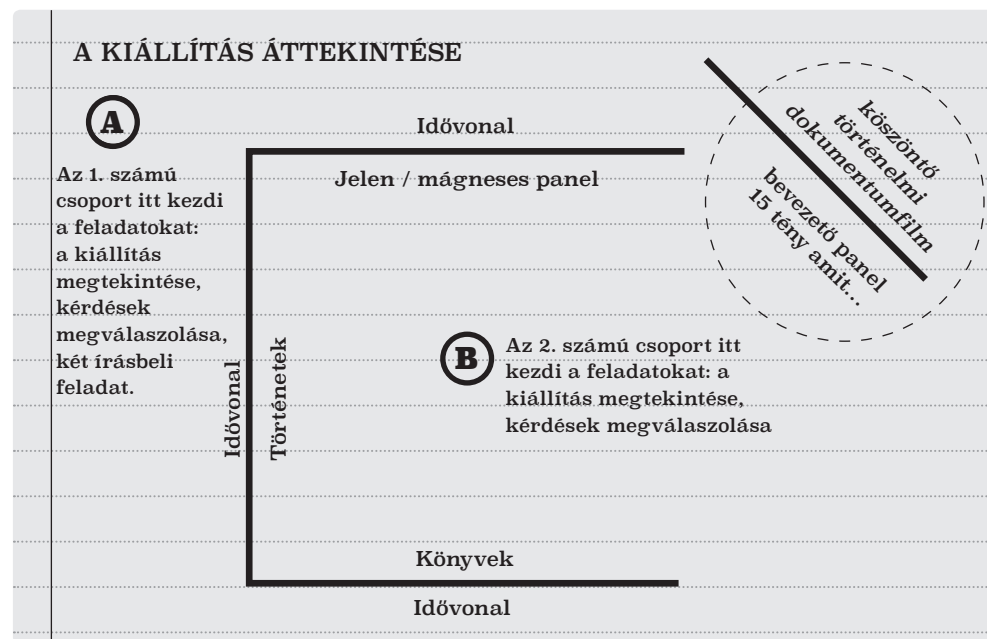 A KIÁLLÍTÁS ÁTTEKINTÉSE
A
Az 1. számú
csoport itt kezdi
a feladatokat:
a kiállítás
megtekintése,
kérdések
megválaszolása,
két írásbeli
feladat.
Idővonal
Jelen / mágneses panel
köszöntő
történelmi
dokumentumfilm
bevezető panel
15 tény amit...
Idővonal
Történetek
B
Az 2. számú csoport itt
kezdi a feladatokat: a
kiállítás megtekintése,
kérdések megválaszolása
Könyvek
Idővonal